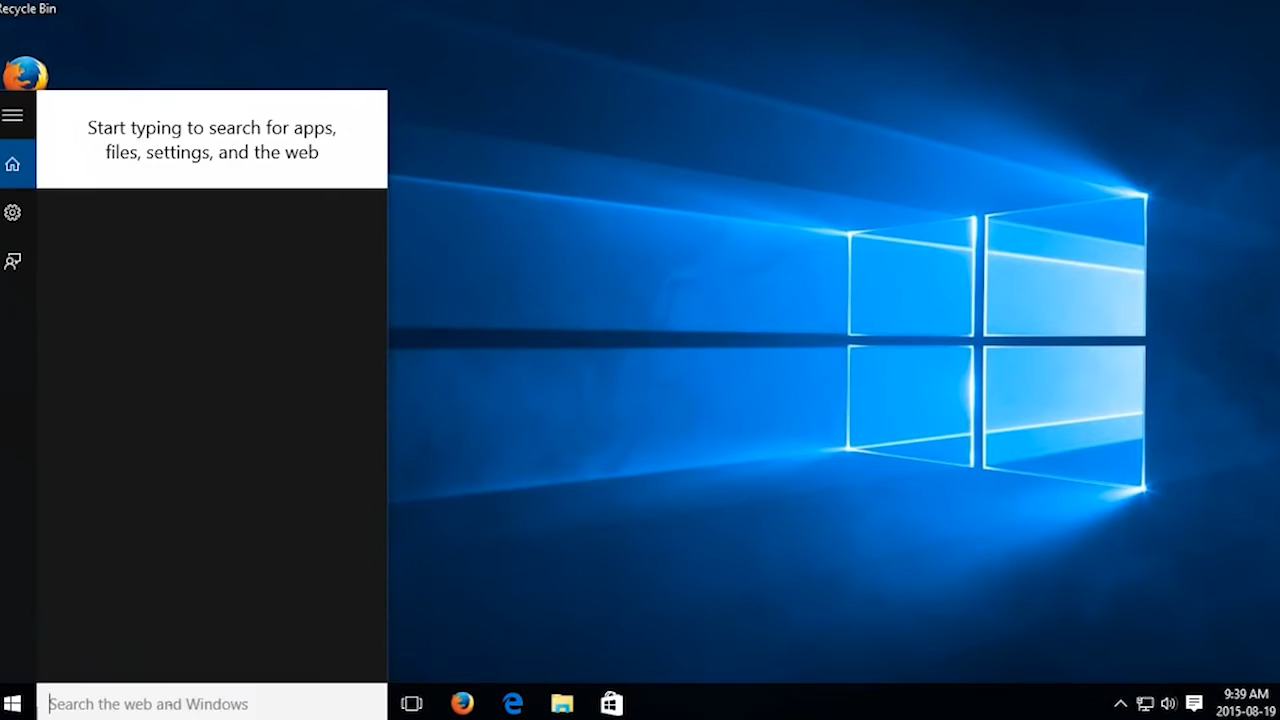 Recycle Bin
Start typing to search for apps,
files, settings, and the web
Search the web and Windows
9:39 AM
2015-08-19